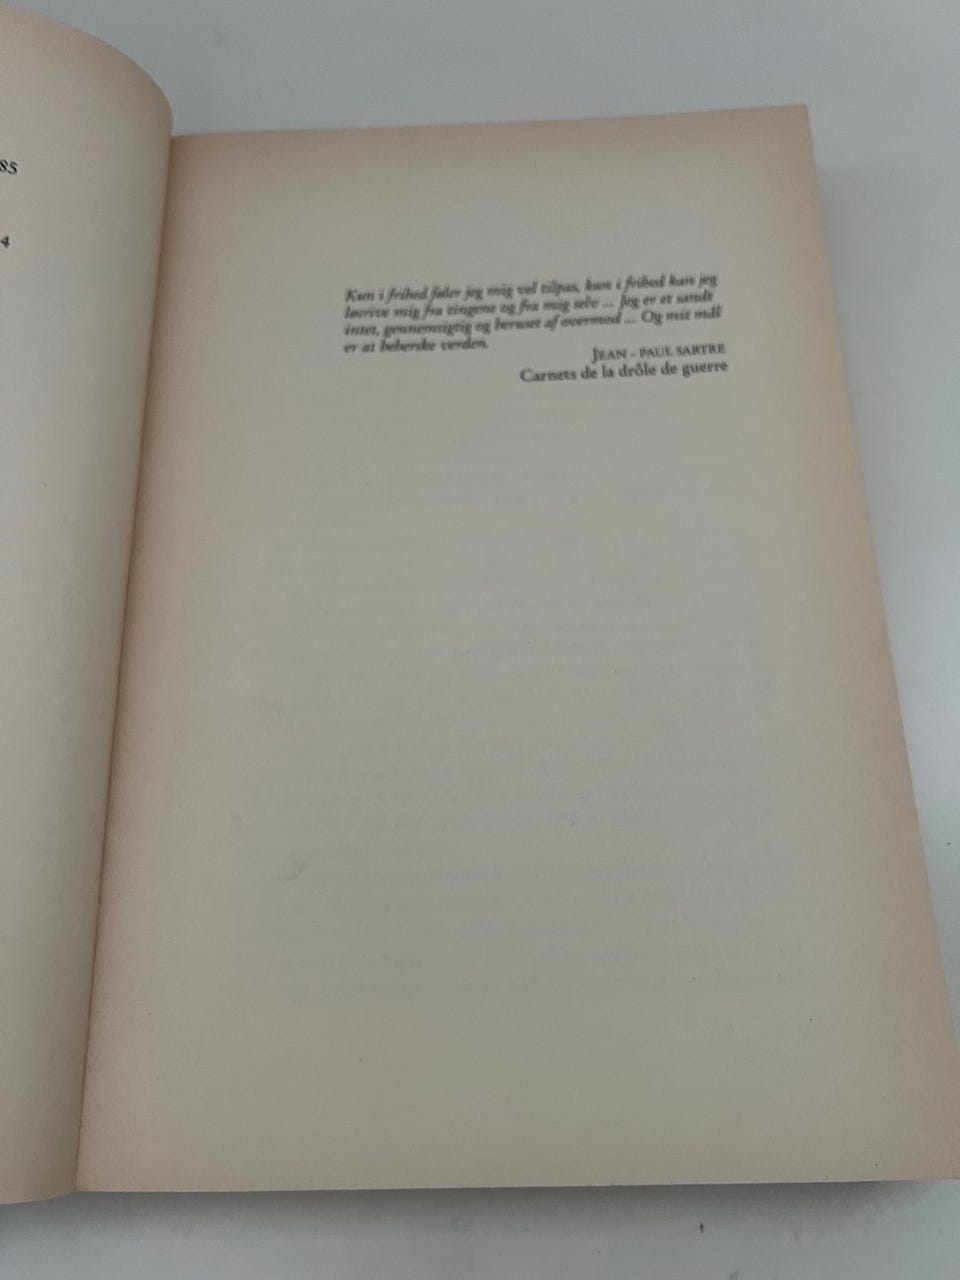 85
4
Kun i frihed føler jeg mig vel tilpas, kun i frihed kan jeg
løsrive mig fra tingene og fra mig selv ... Jeg er et sandt
intet, gennemsigtig og beruset af overmod ... Og mit mål
er at beherske verden.
JEAN - PAUL SARTRE
Carnets de la drôle de guerre